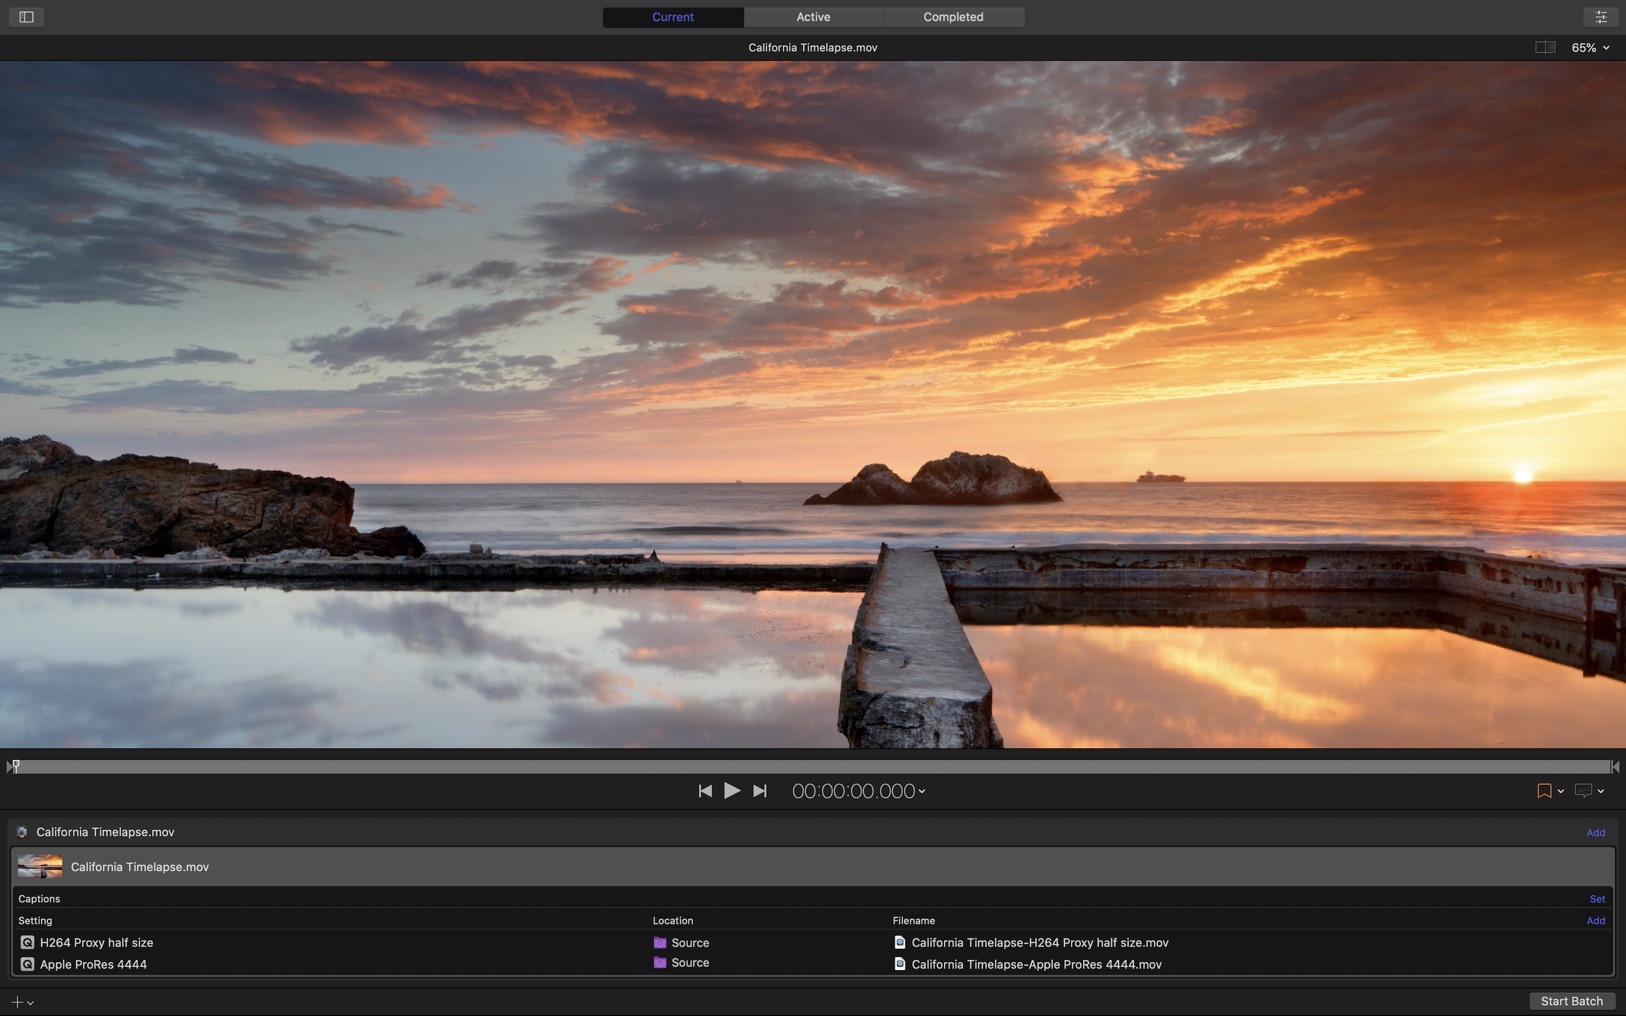 Current Active Completed
California Timelapse.mov 65%
00:00:00.000
California Timelapse.mov Add
California Timelapse.mov
Captions Set
Setting Location Filename Add
H264 Proxy half size Source California Timelapse-H264 Proxy half size.mov
Apple ProRes 4444 Source California Timelapse-Apple ProRes 4444.mov
Start Batch